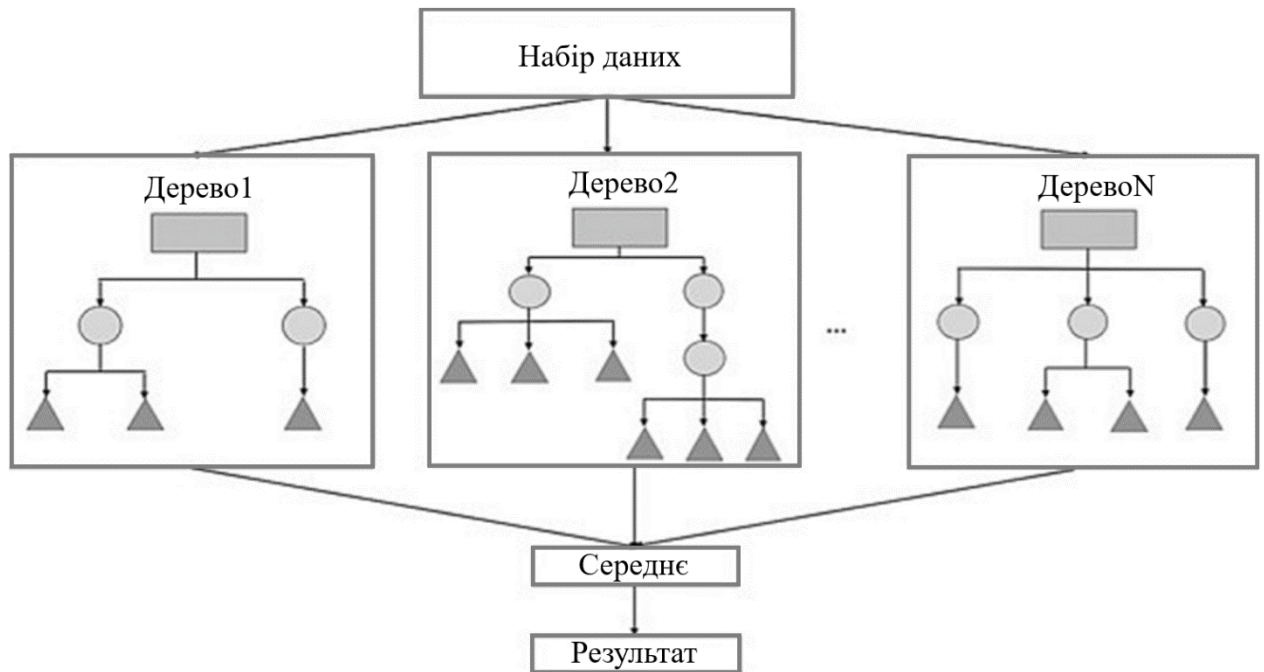 Набір даних
Дерево1
Дерево2
ДеревоN
...
Середнє
Результат